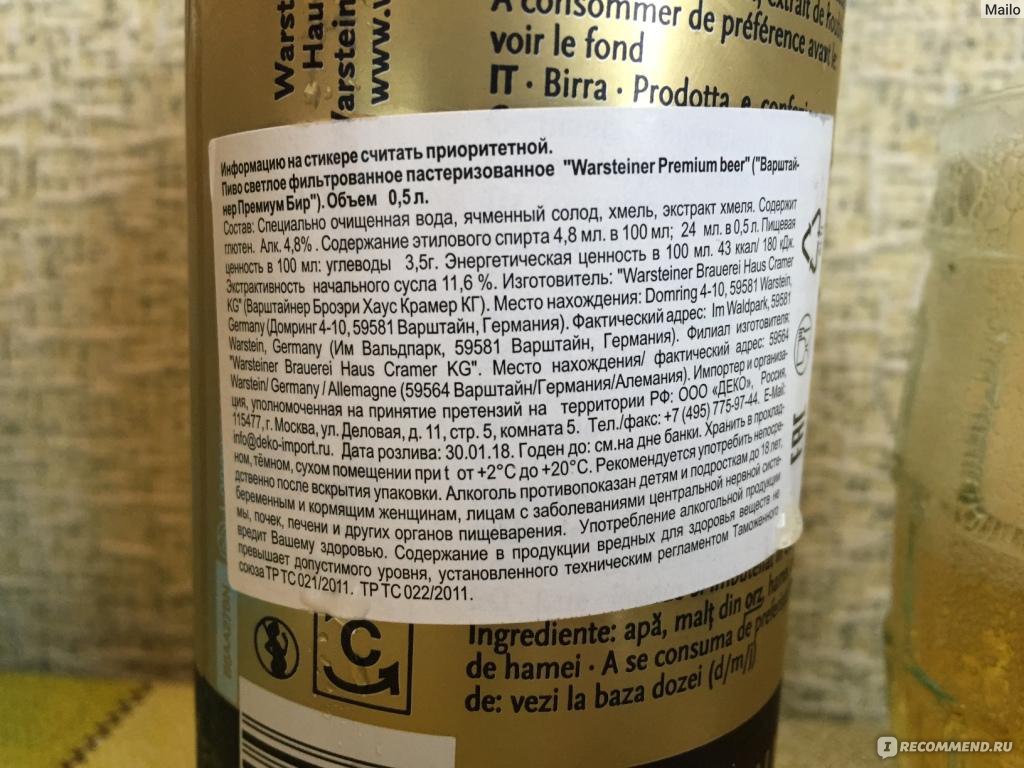 Mailo
Warst
Hau
Warstein
www.w
, extrait de houb
A consommer de préférence avant le:
voir le fond
IT · Birra · Prodotta e confezi
Информацию на стикере считать приоритетной.
Пиво светлое фильтрованное пастеризованное "Warsteiner Premium beer" ("Варштай-
нер Премиум Бир"). Объем 0,5 л.
Состав: Специально очищенная вода, ячменный солод, хмель, экстракт хмеля. Содержит
глютен. Алк. 4,8% . Содержание этилового спирта 4,8 мл. в 100 мл; 24 мл. в 0,5 л. Пищевая
ценность в 100 мл: углеводы 3,5г. Энергетическая ценность в 100 мл. 43 ккал/ 180 кДж.
Экстрактивность начального сусла 11,6 %. Изготовитель: "Warsteiner Brauerei Haus Cramer
KG" (Варштайнер Броэри Хаус Крамер КГ). Место нахождения: Domring 4-10, 59581 Warstein,
Germany (Домринг 4-10, 59581 Варштайн, Германия). Фактический адрес: Im Waldpark, 59581
Warstein, Germany (Им Вальдпарк, 59581 Варштайн, Германия). Филиал изготовителя:
"Warsteiner Brauerei Haus Cramer KG". Место нахождения/ фактический адрес: 59564
Warstein/ Germany / Allemagne (59564 Варштайн/Германия/Алемания). Импортер и организа-
ция, уполномоченная на принятие претензий на территории РФ: ООО «ДЕКО», Россия,
115477, г. Москва, ул. Деловая, д. 11, стр. 5, комната 5. Тел./факс: +7 (495) 775-97-44. E-Mail:
info@deko-import.ru. Дата розлива: 30.01.18. Годен до: см.на дне банки. Хранить в прохлад-
ном, тёмном, сухом помещении при t от +2°C до +20°C. Рекомендуется употребить непосре-
дственно после вскрытия упаковки. Алкоголь противопоказан детям и подросткам до 18 лет,
беременным и кормящим женщинам, лицам с заболеваниями центральной нервной систе-
мы, почек, печени и других органов пищеварения. Употребление алкогольной продукции
вредит Вашему здоровью. Содержание в продукции вредных для здоровья веществ не
превышает допустимого уровня, установленного техническим регламентом Таможенного
союза ТР ТС 021/2011. ТР ТС 022/2011.
EAC
Ingrediente: apă, malţ din orz, hamei,
de hamei · A se consuma de prefe
de: vezi la baza dozei (d/m/j)
C
IRECOMMEND.RU